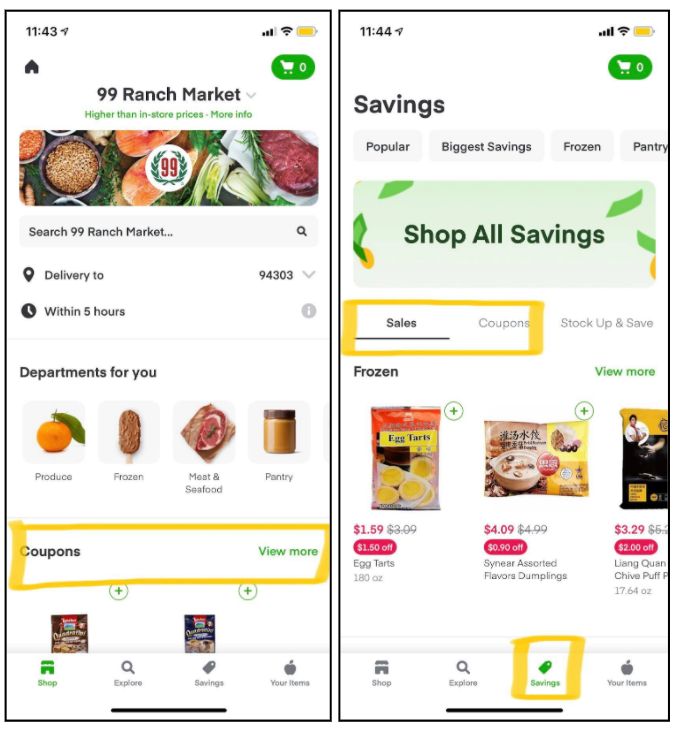 11:43
0
99 Ranch Market
Higher than in-store prices · More info
99
Search 99 Ranch Market...
Delivery to 94303
Within 5 hours
Departments for you
Produce Frozen Meat & Seafood Pantry
Coupons View more
Quadratini
Shop Explore Savings Your Items
11:44
0
Savings
Popular Biggest Savings Frozen Pantry
Shop All Savings
Sales Coupons Stock Up & Save
Frozen View more
Egg Tarts
灌汤水饺
$1.59 $3.09
$1.50 off
Egg Tarts
180 oz
$4.09 $4.99
$0.90 off
Synear Assorted
Flavors Dumplings
$3.29
$2.00 off
Liang Quan
Chive Puff P
17.64 oz
Shop Explore Savings Your Items